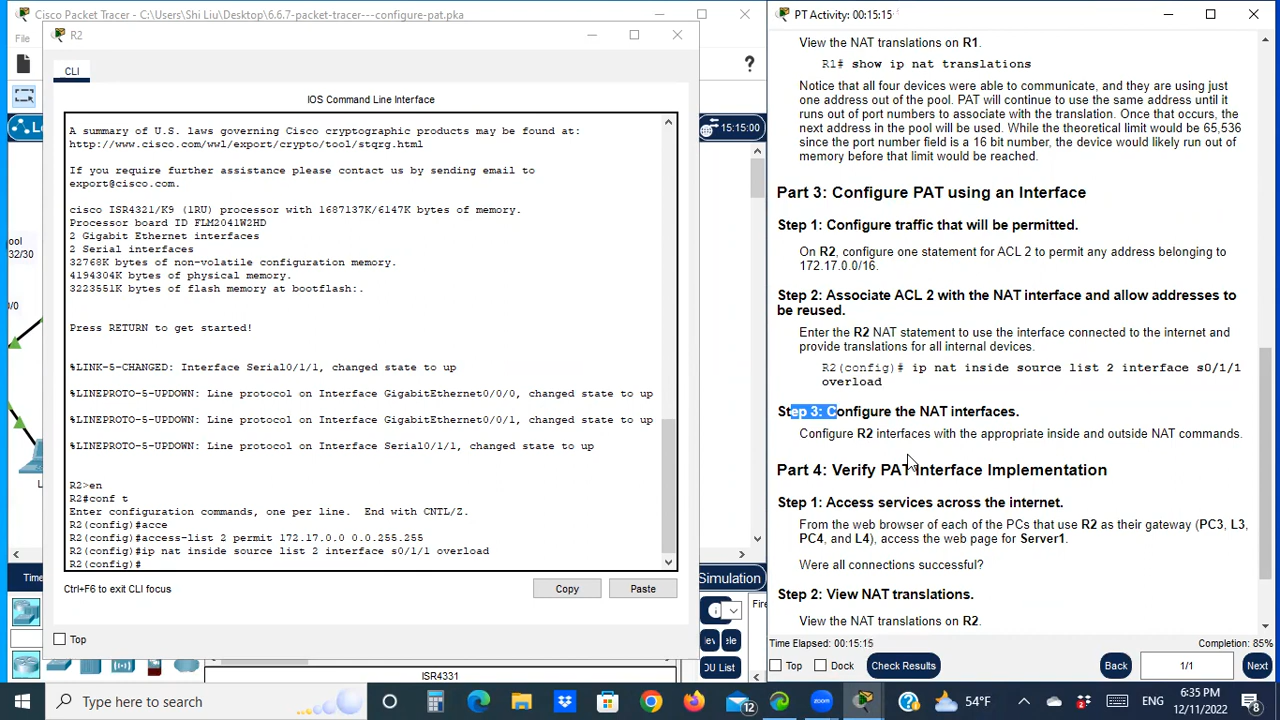 Cisco Packet Tracer - C:\Users\Shi Liu\Desktop\6.6.7-packet-tracer---configure-pat.pka
File
R2
CLI
IOS Command Line Interface
A summary of U.S. laws governing Cisco cryptographic products may be found at:
http://www.cisco.com/wwl/export/crypto/tool/stqrg.html
If you require further assistance please contact us by sending email to
export@cisco.com.
cisco ISR4321/K9 (1RU) processor with 1687137K/6147K bytes of memory.
Processor board ID FLM2041W2HD
2 Gigabit Ethernet interfaces
2 Serial interfaces
32768K bytes of non-volatile configuration memory.
4194304K bytes of physical memory.
3223551K bytes of flash memory at bootflash:.
Press RETURN to get started!
%LINK-5-CHANGED: Interface Serial0/1/1, changed state to up
%LINEPROTO-5-UPDOWN: Line protocol on Interface GigabitEthernet0/0/0, changed state to up
%LINEPROTO-5-UPDOWN: Line protocol on Interface GigabitEthernet0/1/0, changed state to up
%LINEPROTO-5-UPDOWN: Line protocol on Interface Serial0/1/1, changed state to up
R2>en
R2#conf t
Enter configuration commands, one per line.  End with CNTL/Z.
R2(config)#acce
R2(config)#access-list 2 permit 172.17.0.0 0.0.255.255
R2(config)#ip nat inside source list 2 interface s0/1/1 overload
R2(config)#
Ctrl+F6 to exit CLI focus
Copy
Paste
Top
?
15:15:00
ool
32/30
0/0
Simulation
Time
Fire
ISR4331
PT Activity: 00:15:15
View the NAT translations on R1.
R1# show ip nat translations
Notice that all four devices were able to communicate, and they are using just
one address out of the pool. PAT will continue to use the same address until it
runs out of port numbers to associate with the translation. Once that occurs, the
next address in the pool will be used. While the theoretical limit would be 65,536
since the port number field is a 16 bit number, the device would likely run out of
memory before that limit would be reached.
Part 3: Configure PAT using an Interface
Step 1: Configure traffic that will be permitted.
On R2, configure one statement for ACL 2 to permit any address belonging to
172.17.0.0/16.
Step 2: Associate ACL 2 with the NAT interface and allow addresses to
be reused.
Enter the R2 NAT statement to use the interface connected to the internet and
provide translations for all internal devices.
R2(config)# ip nat inside source list 2 interface s0/1/1
overload
Step 3: Configure the NAT interfaces.
Configure R2 interfaces with the appropriate inside and outside NAT commands.
Part 4: Verify PAT Interface Implementation
Step 1: Access services across the internet.
From the web browser of each of the PCs that use R2 as their gateway (PC3, L3,
PC4, and L4), access the web page for Server1.
Were all connections successful?
Step 2: View NAT translations.
View the NAT translations on R2.
Time Elapsed: 00:15:15
Completion: 85%
Top
Dock
Check Results
Back
1/1
Next
Type here to search
12
54°F
ENG
6:35 PM
12/11/2022
8